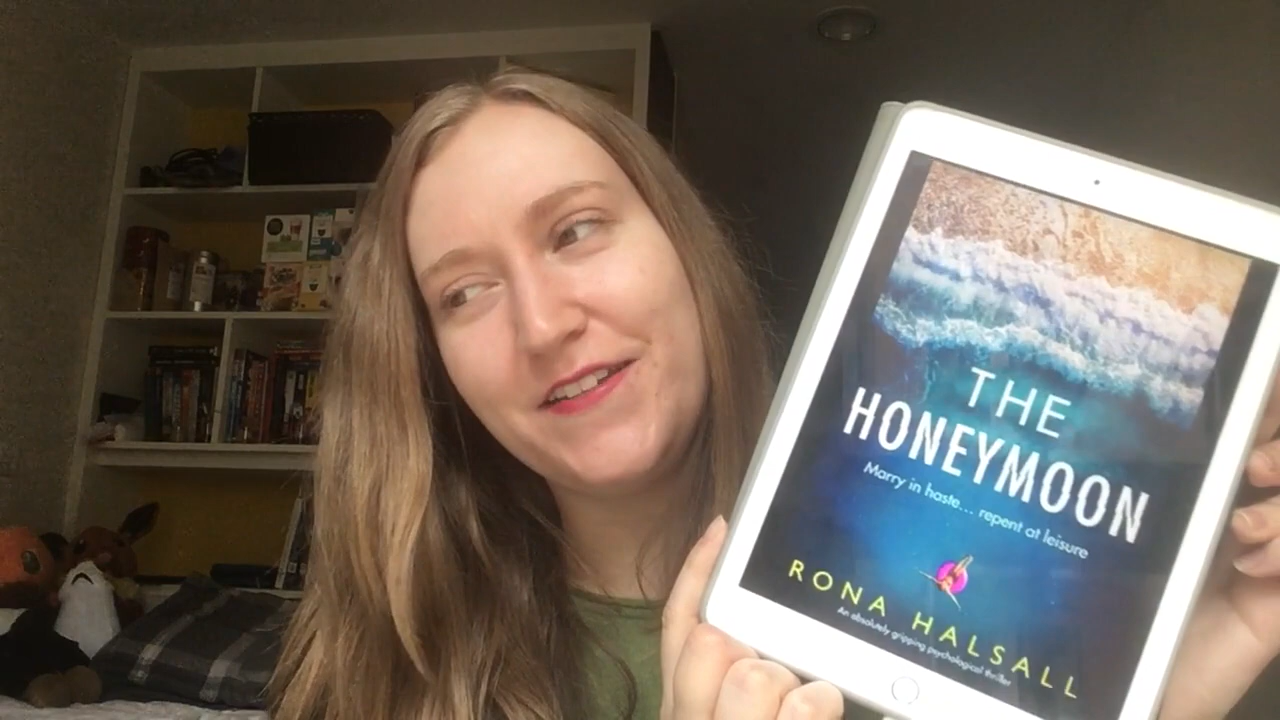 THE
HONEYMOON
Marry in haste... repent at leisure
RONA HALSALL
An absolutely gripping psychological thriller